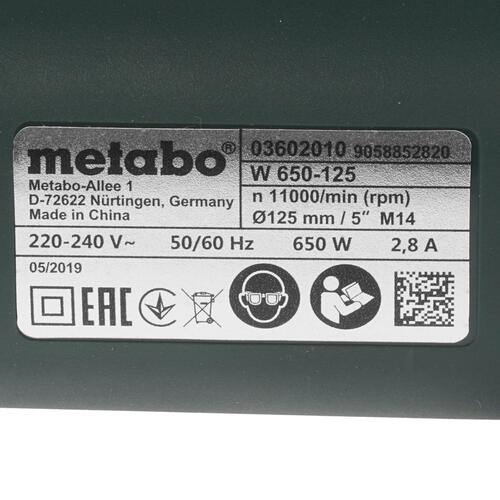 metabo®
Metabo-Allee 1
D-72622 Nürtingen, Germany
Made in China
03602010 9058852820
W 650-125
n 11000/min (rpm)
Ø125 mm / 5″ M14
220-240 V~ 50/60 Hz 650 W 2,8 A
05/2019
EAC